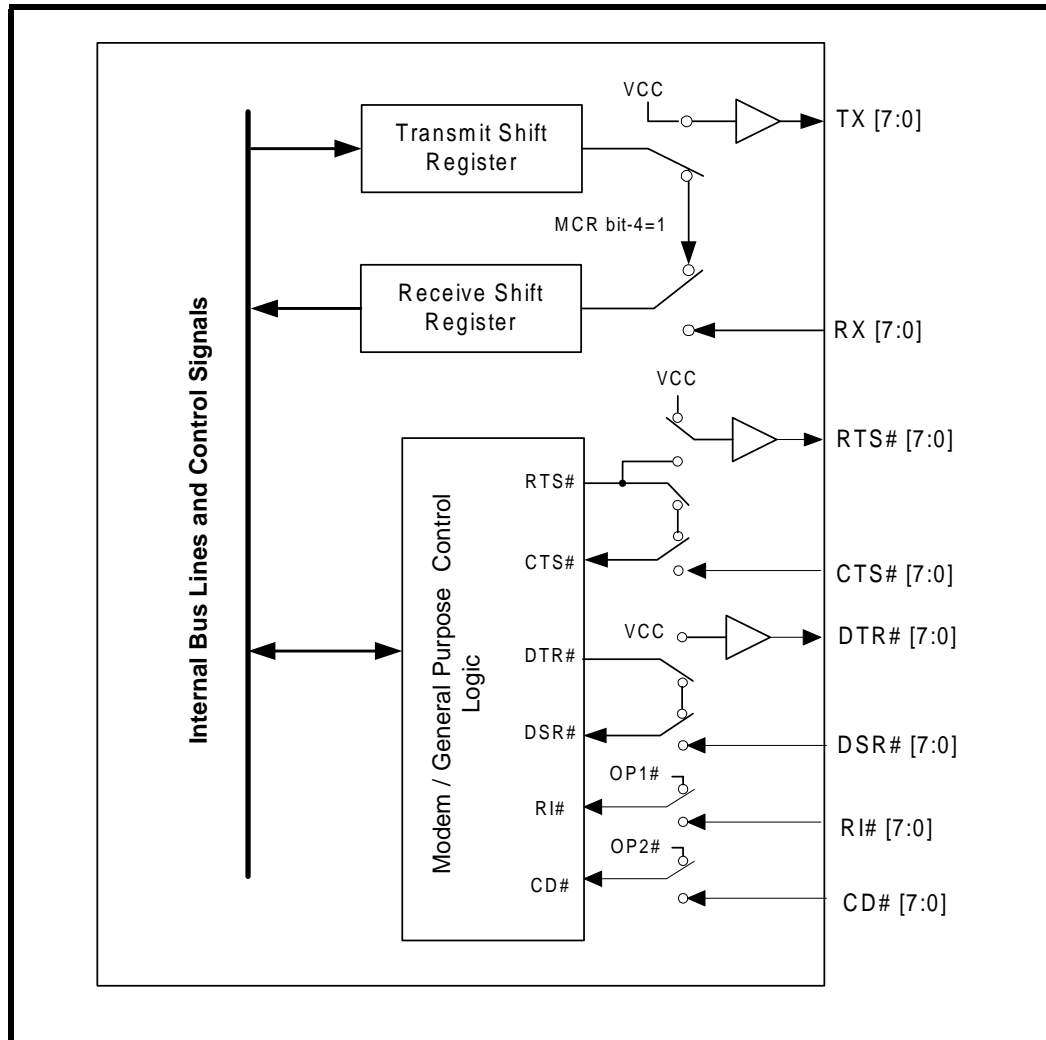 VCC
TX [7:0]
Transmit Shift
Register
MCR bit-4=1
Receive Shift
Register
RX [7:0]
Internal Bus Lines and Control Signals
VCC
RTS# [7:0]
RTS#
CTS#
CTS# [7:0]
Modem / General Purpose Control
Logic
VCC
DTR# [7:0]
DTR#
DSR#
DSR# [7:0]
OP1#
RI#
RI# [7:0]
OP2#
CD#
CD# [7:0]